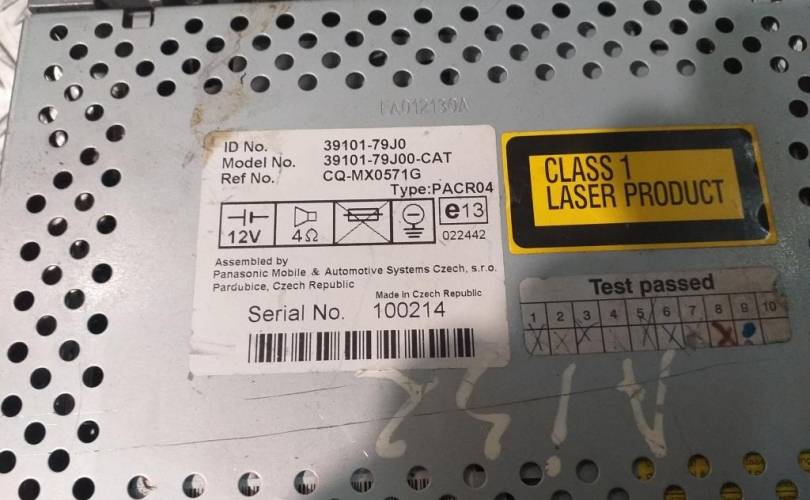 FA012130A
ID No. 39101-79J0
Model No. 39101-79J00-CAT
Ref No. CQ-MX0571G
Type:PACR04
12V 4Ω e13
022442
Assembled by
Panasonic Mobile & Automotive Systems Czech, s.r.o.
Pardubice, Czech Republic
Made in Czech Republic
Serial No. 100214
CLASS 1
LASER PRODUCT
Test passed
1 2 3 4 5 6 7 8 9 10